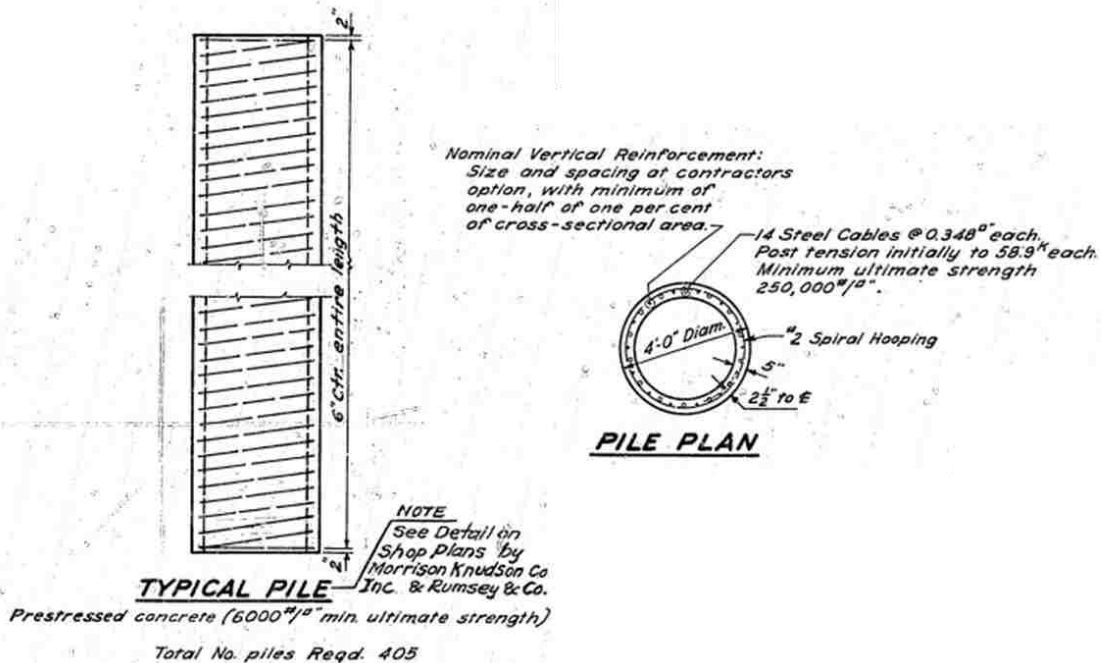 2"
6" Ctr. entire length
2"
Nominal Vertical Reinforcement:
Size and spacing at contractors
option, with minimum of
one-half of one per cent
of cross-sectional area.
14 Steel Cables @ 0.348°" each.
Post tension initially to 58.9ᴷ each.
Minimum ultimate strength
250,000#/▫".
4'-0" Diam.
#2 Spiral Hooping
5"
2½" to ℄
PILE PLAN
NOTE
See Detail on
Shop Plans by
Morrison Knudson Co
Inc. & Rumsey & Co.
TYPICAL PILE
Prestressed concrete (6000#/▫" min. ultimate strength)
Total No. piles Reqd. 405